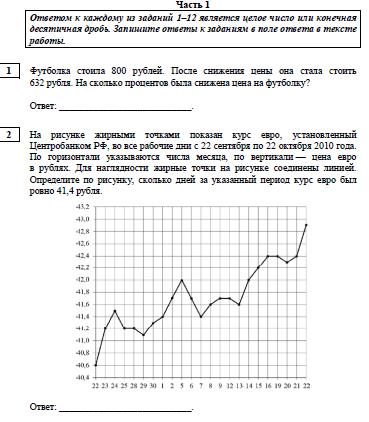 Часть 1
Ответом к каждому из заданий 1–12 является целое число или конечная
десятичная дробь. Запишите ответы к заданиям в поле ответа в тексте
работы.
1
Футболка стоила 800 рублей. После снижения цены она стала стоить
632 рубля. На сколько процентов была снижена цена на футболку?
Ответ: ___________________________.
2
На рисунке жирными точками показан курс евро, установленный
Центробанком РФ, во все рабочие дни с 22 сентября по 22 октября 2010 года.
По горизонтали указываются числа месяца, по вертикали — цена евро
в рублях. Для наглядности жирные точки на рисунке соединены линией.
Определите по рисунку, сколько дней за указанный период курс евро был
ровно 41,4 рубля.
43,2
43,0
42,8
42,6
42,4
42,2
42,0
41,8
41,6
41,4
41,2
41,0
40,8
40,6
40,4
22 23 24 25 28 29 30 1 2 5 6 7 8 9 12 13 14 15 16 19 20 21 22
Ответ: ___________________________.